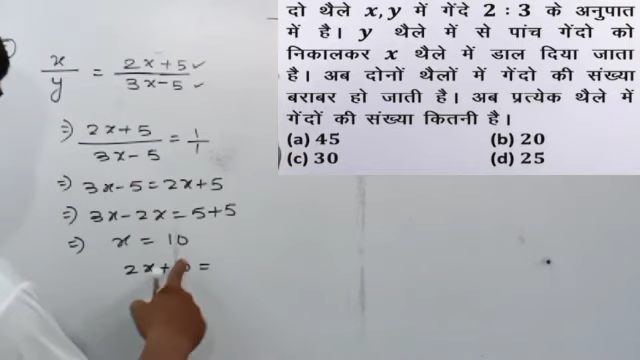 दो थैले x, y में गेंदे 2 : 3 के अनुपात
में है। y थैले में से पांच गेंदो को
निकालकर x थैले में डाल दिया जाता
है। अब दोनों थैलों में गेंदो की संख्या
बराबर हो जाती है। अब प्रत्येक थैले में
गेंदों की संख्या कितनी है।
(a) 45 (b) 20
(c) 30 (d) 25
x/y = 2x+5 ✓/3x-5 ✓
⇒) 2x+5/3x-5 = 1/1
⇒) 3x-5 = 2x+5
⇒) 3x-2x = 5+5
⇒) x = 10
2x+ =